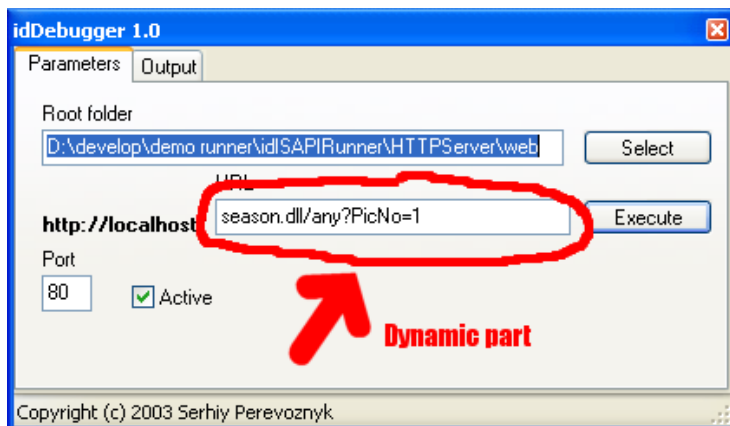 idDebugger 1.0
Parameters Output
Root folder
D:\develop\demo runner\idISAPIRunner\HTTPServer\web Select
URL
http://localhost season.dll/any?PicNo=1 Execute
Port
80 Active
Dynamic part
Copyright (c) 2003 Serhiy Perevoznyk